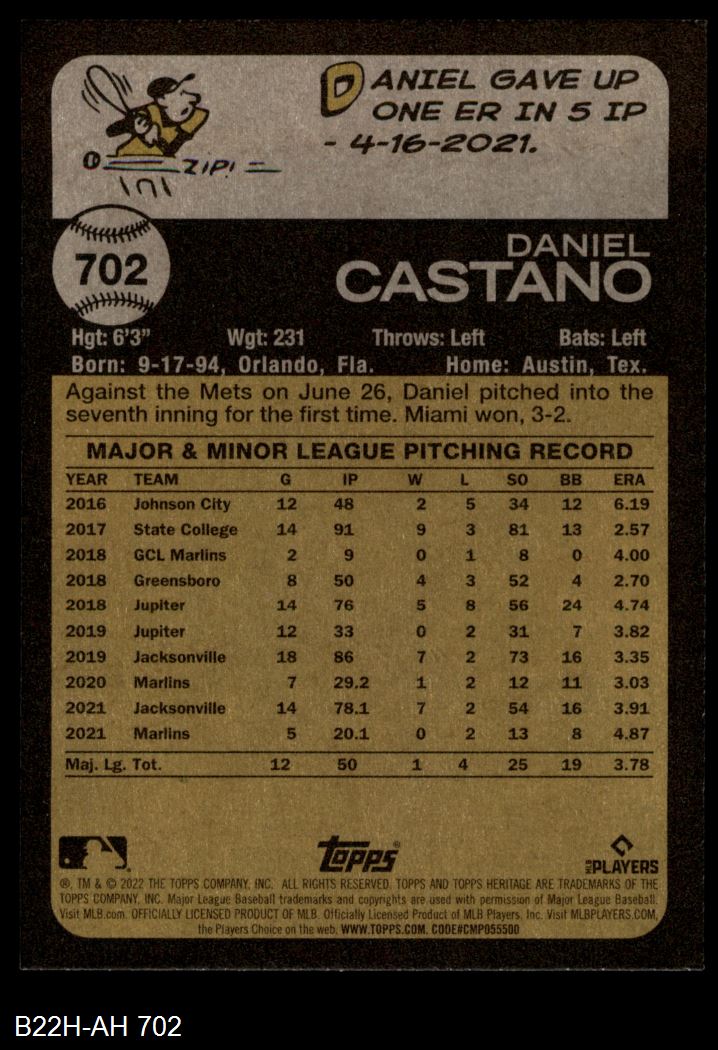 DANIEL GAVE UP
ONE ER IN 5 IP
- 4-16-2021.
0 ZIP!
702
DANIEL
CASTANO
Hgt: 6'3" Wgt: 231 Throws: Left Bats: Left
Born: 9-17-94, Orlando, Fla. Home: Austin, Tex.
Against the Mets on June 26, Daniel pitched into the
seventh inning for the first time. Miami won, 3-2.
MAJOR & MINOR LEAGUE PITCHING RECORD
YEAR TEAM G IP W L SO BB ERA
2016 Johnson City 12 48 2 5 34 12 6.19
2017 State College 14 91 9 3 81 13 2.57
2018 GCL Marlins 2 9 0 1 8 0 4.00
2018 Greensboro 8 50 4 3 52 4 2.70
2018 Jupiter 14 76 5 8 56 24 4.74
2019 Jupiter 12 33 0 2 31 7 3.82
2019 Jacksonville 18 86 7 2 73 16 3.35
2020 Marlins 7 29.2 1 2 12 11 3.03
2021 Jacksonville 14 78.1 7 2 54 16 3.91
2021 Marlins 5 20.1 0 2 13 8 4.87
Maj. Lg. Tot. 12 50 1 4 25 19 3.78
Topps® MLB PLAYERS
®, TM & © 2022 THE TOPPS COMPANY, INC. ALL RIGHTS RESERVED. TOPPS AND TOPPS HERITAGE ARE TRADEMARKS OF THE
TOPPS COMPANY, INC. Major League Baseball trademarks and copyrights are used with permission of Major League Baseball.
Visit MLB.com. OFFICIALLY LICENSED PRODUCT OF MLB. Officially Licensed Product of MLB Players, Inc. Visit MLBPLAYERS.COM,
the Players Choice on the web. WWW.TOPPS.COM. CODE#CMP055500
B22H-AH 702